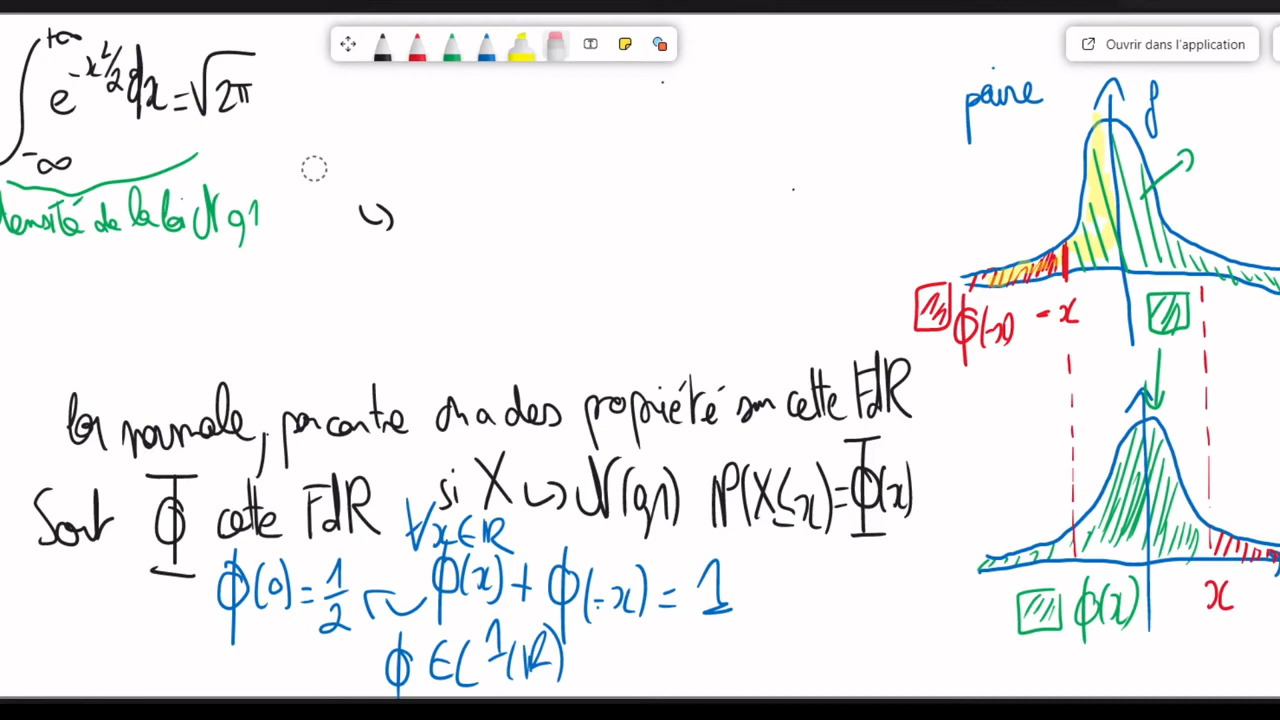 ∫_{-∞}^{+∞} e^{-x²/2} dx = √2π
densité de la loi N 0,1
↪
Ouvrir dans l'application
paire
f
Φ(-x) -x
loi normale, par contre on a des propriété sur cette FdR
Soit Φ cette FdR si X ↪ N(0,1) P(X≤x)=Φ(x)
∀x∈ℝ
Φ(0)=1/2 Φ(x)+Φ(-x)=1
Φ ∈ C¹(ℝ)
Φ(x) x